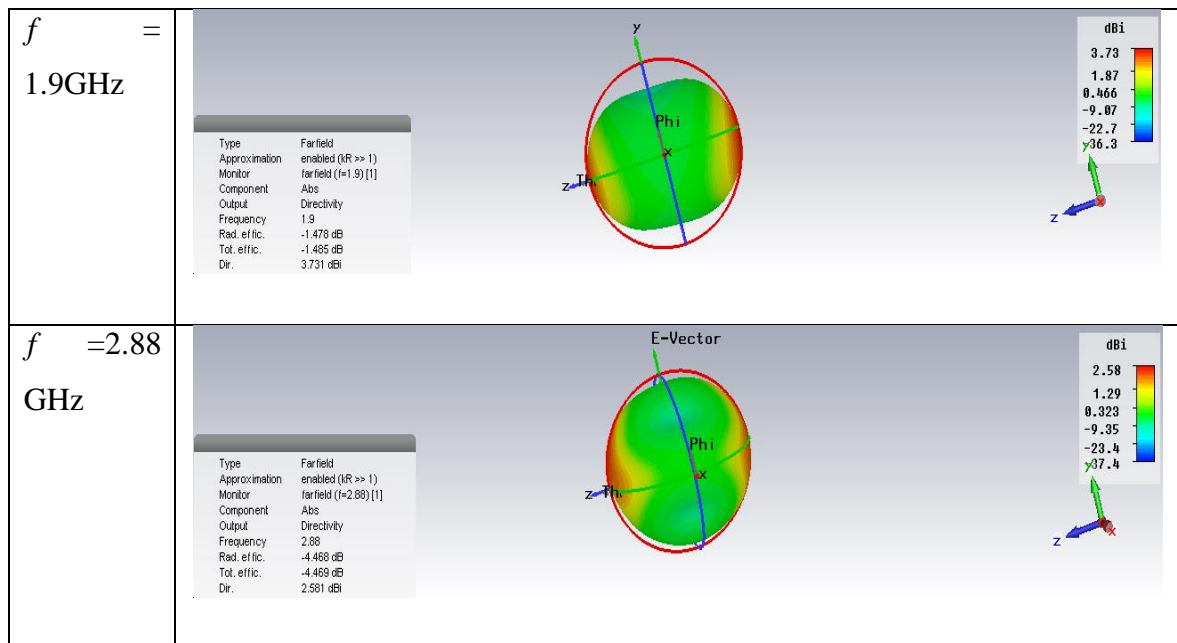 f =
1.9GHz
y
Phi
x
z Th.
Type Farfield
Approximation enabled (kR >> 1)
Monitor farfield (f=1.9) [1]
Component Abs
Output Directivity
Frequency 1.9
Rad. effic. -1.478 dB
Tot. effic. -1.485 dB
Dir. 3.731 dBi
dBi
3.73
1.87
0.466
-9.07
-22.7
-36.3
y
z
x
f =2.88
GHz
E-Vector
Phi
x
z Th.
Type Farfield
Approximation enabled (kR >> 1)
Monitor farfield (f=2.88) [1]
Component Abs
Output Directivity
Frequency 2.88
Rad. effic. -4.468 dB
Tot. effic. -4.469 dB
Dir. 2.581 dBi
dBi
2.58
1.29
0.323
-9.35
-23.4
-37.4
y
z
x